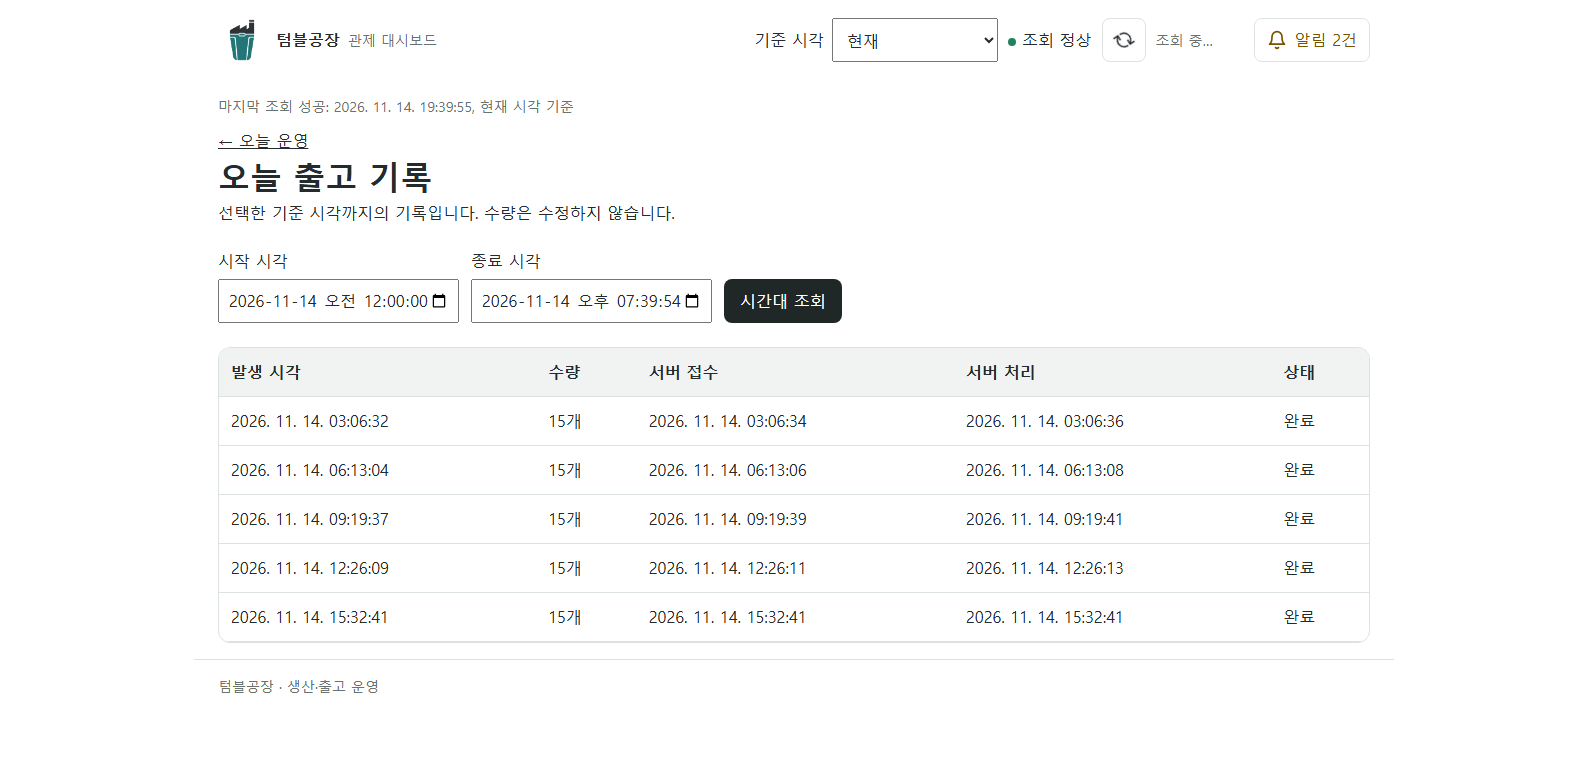 텀블공장 관제 대시보드 기준 시각 현재 조회 정상 조회 중... 알림 2건
마지막 조회 성공: 2026. 11. 14. 19:39:55, 현재 시각 기준
← 오늘 운영
오늘 출고 기록
선택한 기준 시각까지의 기록입니다. 수량은 수정하지 않습니다.
시작 시각 종료 시각
2026-11-14 오전 12:00:00 2026-11-14 오후 07:39:54 시간대 조회
발생 시각 수량 서버 접수 서버 처리 상태
2026. 11. 14. 03:06:32 15개 2026. 11. 14. 03:06:34 2026. 11. 14. 03:06:36 완료
2026. 11. 14. 06:13:04 15개 2026. 11. 14. 06:13:06 2026. 11. 14. 06:13:08 완료
2026. 11. 14. 09:19:37 15개 2026. 11. 14. 09:19:39 2026. 11. 14. 09:19:41 완료
2026. 11. 14. 12:26:09 15개 2026. 11. 14. 12:26:11 2026. 11. 14. 12:26:13 완료
2026. 11. 14. 15:32:41 15개 2026. 11. 14. 15:32:41 2026. 11. 14. 15:32:41 완료
텀블공장 · 생산·출고 운영